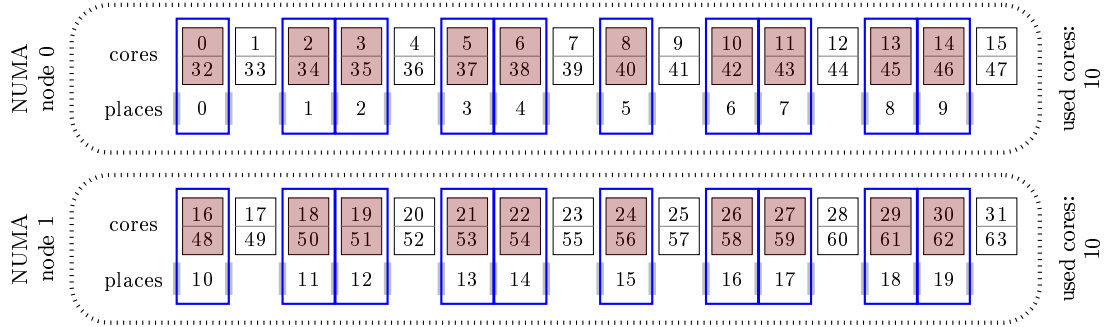 NUMA
node 0
cores
0 1 2 3 4 5 6 7 8 9 10 11 12 13 14 15
32 33 34 35 36 37 38 39 40 41 42 43 44 45 46 47
places 0 1 2 3 4 5 6 7 8 9
used cores:
10
NUMA
node 1
cores
16 17 18 19 20 21 22 23 24 25 26 27 28 29 30 31
48 49 50 51 52 53 54 55 56 57 58 59 60 61 62 63
places 10 11 12 13 14 15 16 17 18 19
used cores:
10